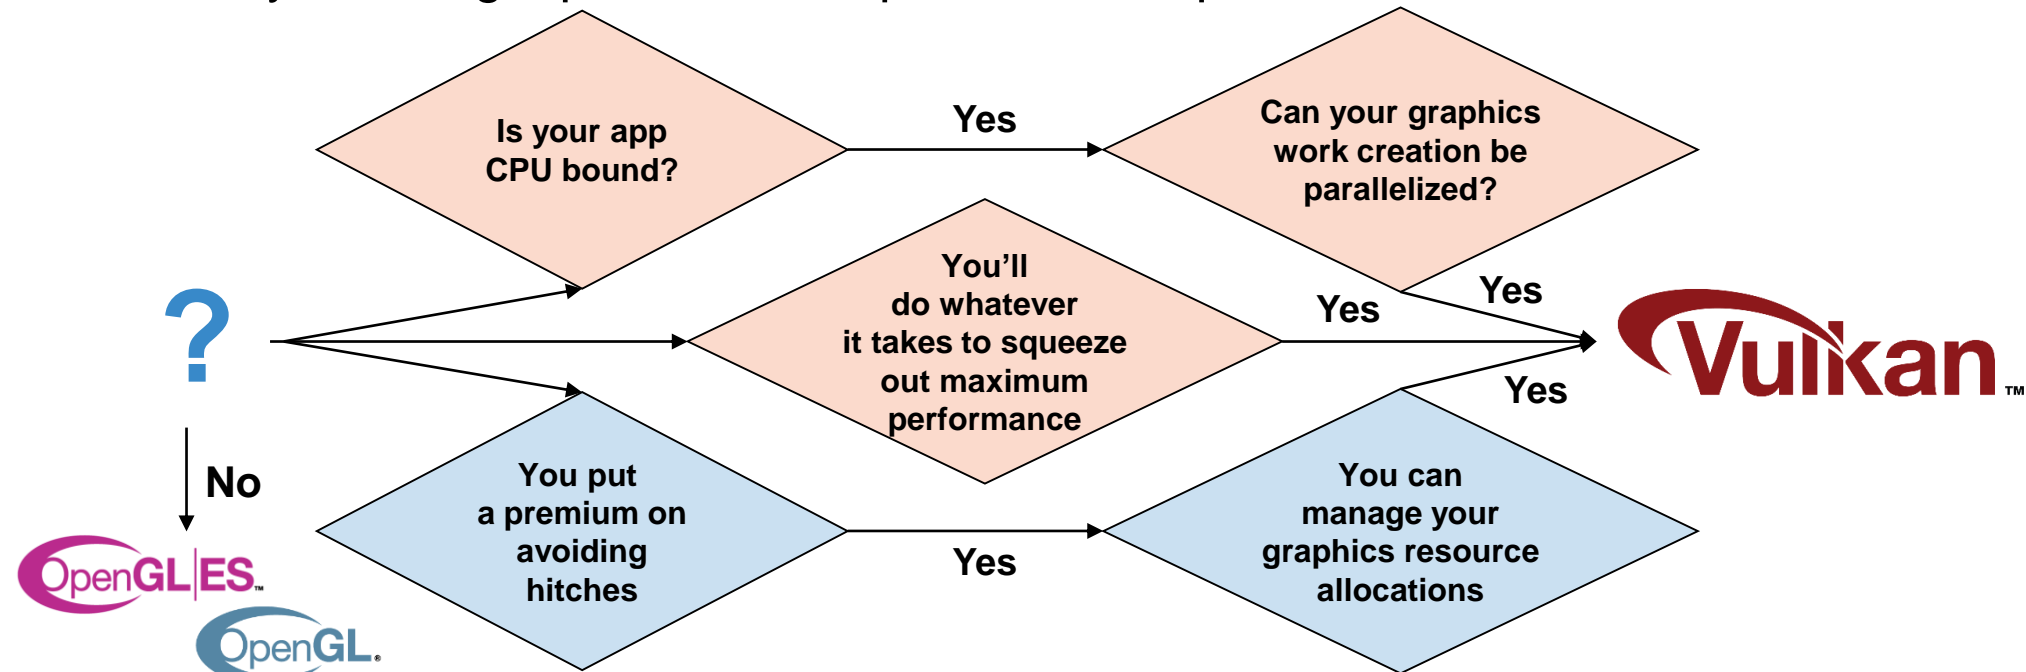 Is your app
CPU bound?
Yes
Can your graphics
work creation be
parallelized?
?
You'll
do whatever
it takes to squeeze
out maximum
performance
Yes
Yes
Yes
Vulkan™
No
You put
a premium on
avoiding
hitches
Yes
You can
manage your
graphics resource
allocations
OpenGL|ES™
OpenGL®